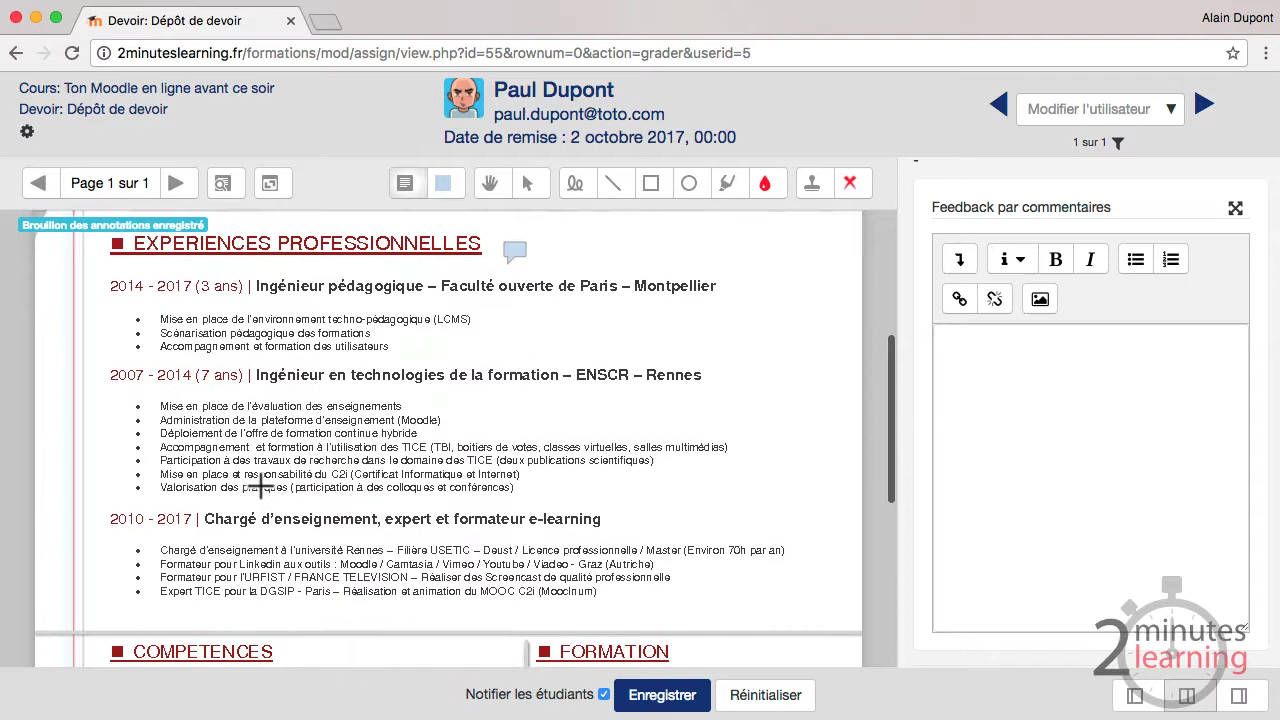 Devoir: Dépôt de devoir
Alain Dupont
2minuteslearning.fr/formations/mod/assign/view.php?id=55&rownum=0&action=grader&userid=5
Cours: Ton Moodle en ligne avant ce soir
Devoir: Dépôt de devoir
Paul Dupont
paul.dupont@toto.com
Date de remise : 2 octobre 2017, 00:00
Modifier l'utilisateur
1 sur 1
Page 1 sur 1
Brouillon des annotations enregistré
EXPERIENCES PROFESSIONNELLES
2014 - 2017 (3 ans) | Ingénieur pédagogique – Faculté ouverte de Paris – Montpellier
• Mise en place de l'environnement techno-pédagogique (LCMS)
• Scénarisation pédagogique des formations
• Accompagnement et formation des utilisateurs
2007 - 2014 (7 ans) | Ingénieur en technologies de la formation – ENSCR – Rennes
• Mise en place de l'évaluation des enseignements
• Administration de la plateforme d'enseignement (Moodle)
• Déploiement de l'offre de formation continue hybride
• Accompagnement et formation à l'utilisation des TICE (TBI, boitiers de votes, classes virtuelles, salles multimédias)
• Participation à des travaux de recherche dans le domaine des TICE (deux publications scientifiques)
• Mise en place et responsabilité du C2i (Certificat Informatique et Internet)
• Valorisation des pratiques (participation à des colloques et conférences)
2010 - 2017 | Chargé d'enseignement, expert et formateur e-learning
• Chargé d'enseignement à l'université Rennes – Filière USETIC – Deust / Licence professionnelle / Master (Environ 70h par an)
• Formateur pour Linkedin aux outils : Moodle / Camtasia / Vimeo / Youtube / Viadeo - Graz (Autriche)
• Formateur pour l'URFIST / FRANCE TELEVISION – Réaliser des Screencast de qualité professionnelle
• Expert TICE pour la DGSIP - Paris – Réalisation et animation du MOOC C2i (MoocInum)
COMPETENCES
FORMATION
Feedback par commentaires
i
B
I
2 minutes
learning
Notifier les étudiants
Enregistrer
Réinitialiser